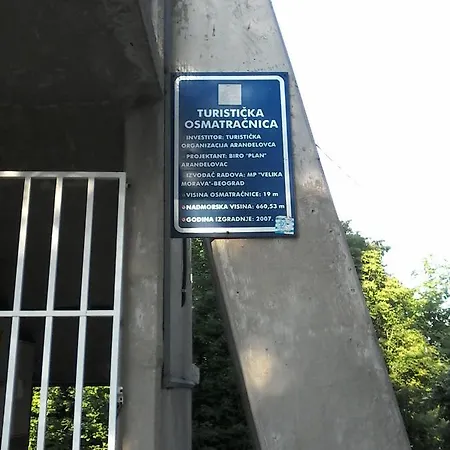 TURISTIČKA
OSMATRAČNICA
INVESTITOR: TURISTIČKA
ORGANIZACIJA ARANĐELOVCA
PROJEKTANT: BIRO "PLAN"
ARANĐELOVAC
IZVOĐAČ RADOVA: MP "VELIKA
MORAVA"-BEOGRAD
VISINA OSMATRAČNICE: 19 m
NADMORSKA VISINA: 660,53 m
GODINA IZGRADNJE: 2007.